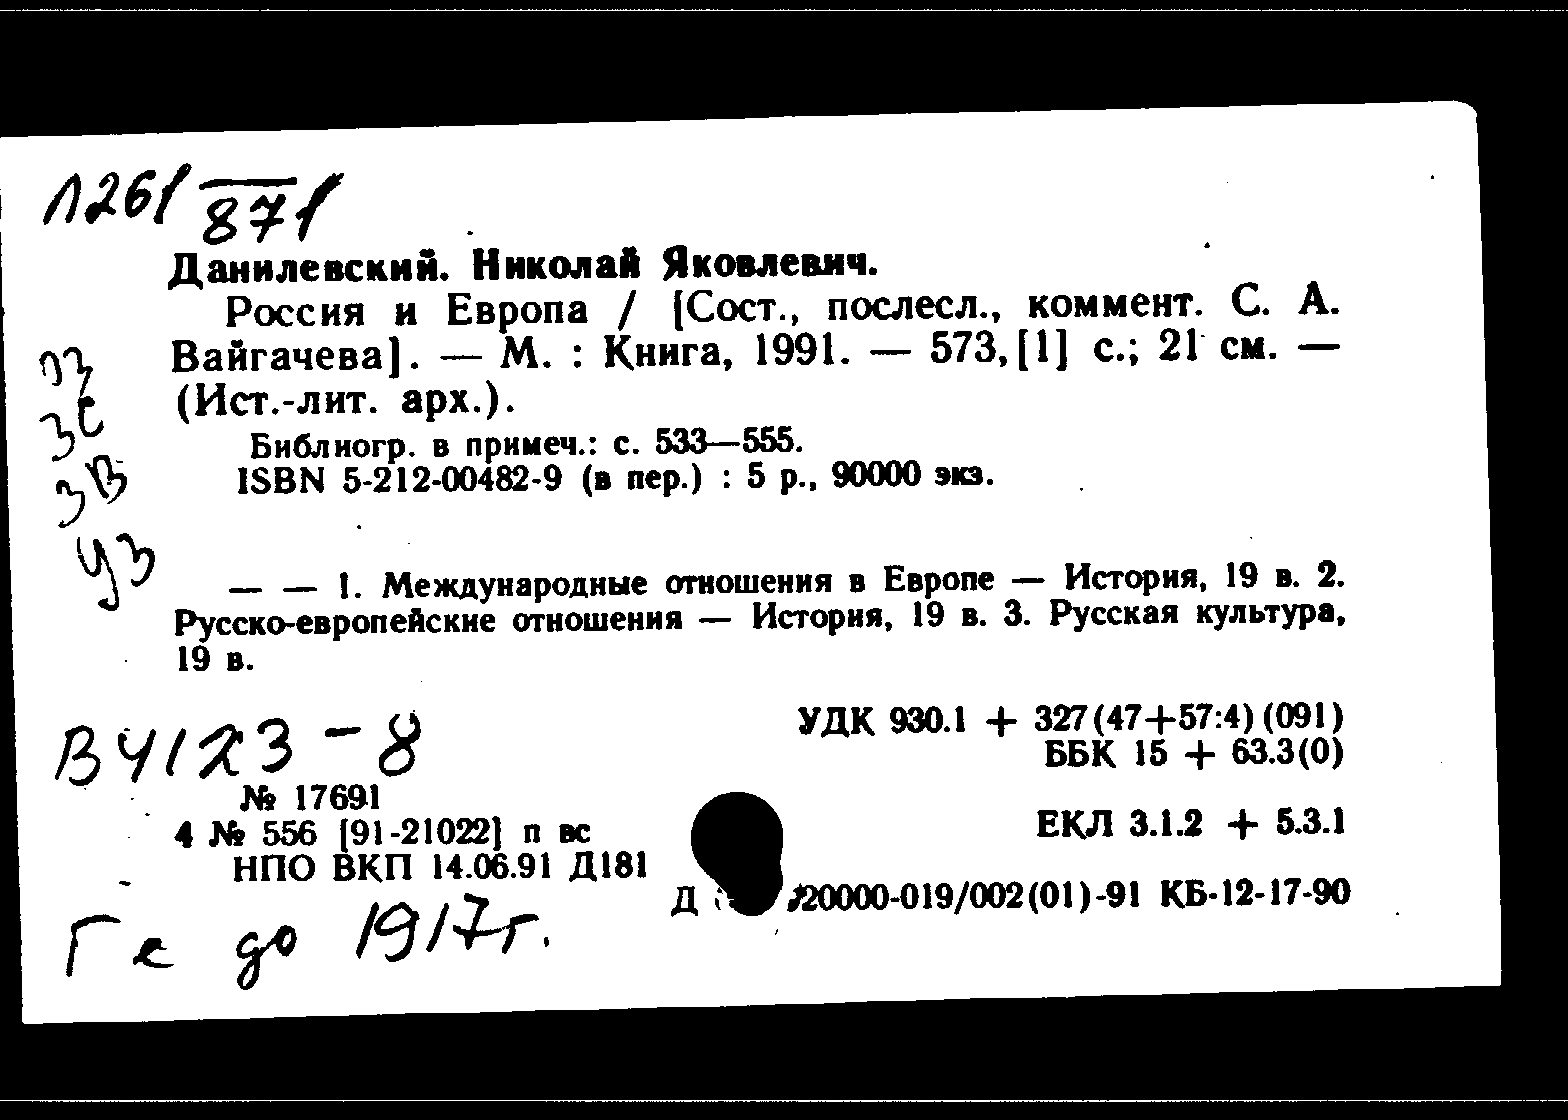 Л261/871
Данилевский. Николай Яковлевич.
Россия и Европа / [Сост., послесл., коммент. С. А.
Вайгачева]. — М. : Книга, 1991. — 573, [1] с.; 21 см. —
(Ист.-лит. арх.).
Библиогр. в примеч.: с. 533—555.
ISBN 5-212-00482-9 (в пер.) : 5 р., 90000 экз.
ЗС
ЗВ
УЗ
— — 1. Международные отношения в Европе — История, 19 в. 2.
Русско-европейские отношения — История, 19 в. 3. Русская культура,
19 в.
УДК 930.1 + 327(47+57:4)(091)
ББК 15 + 63.3(0)
В4123-8
№ 17691
4 № 556 [91-21022] п вс
ЕКЛ 3.1.2 + 5.3.1
НПО ВКП 14.06.91 Д181
Д /20000-019/002(01)-91 КБ-12-17-90
до 1917г.